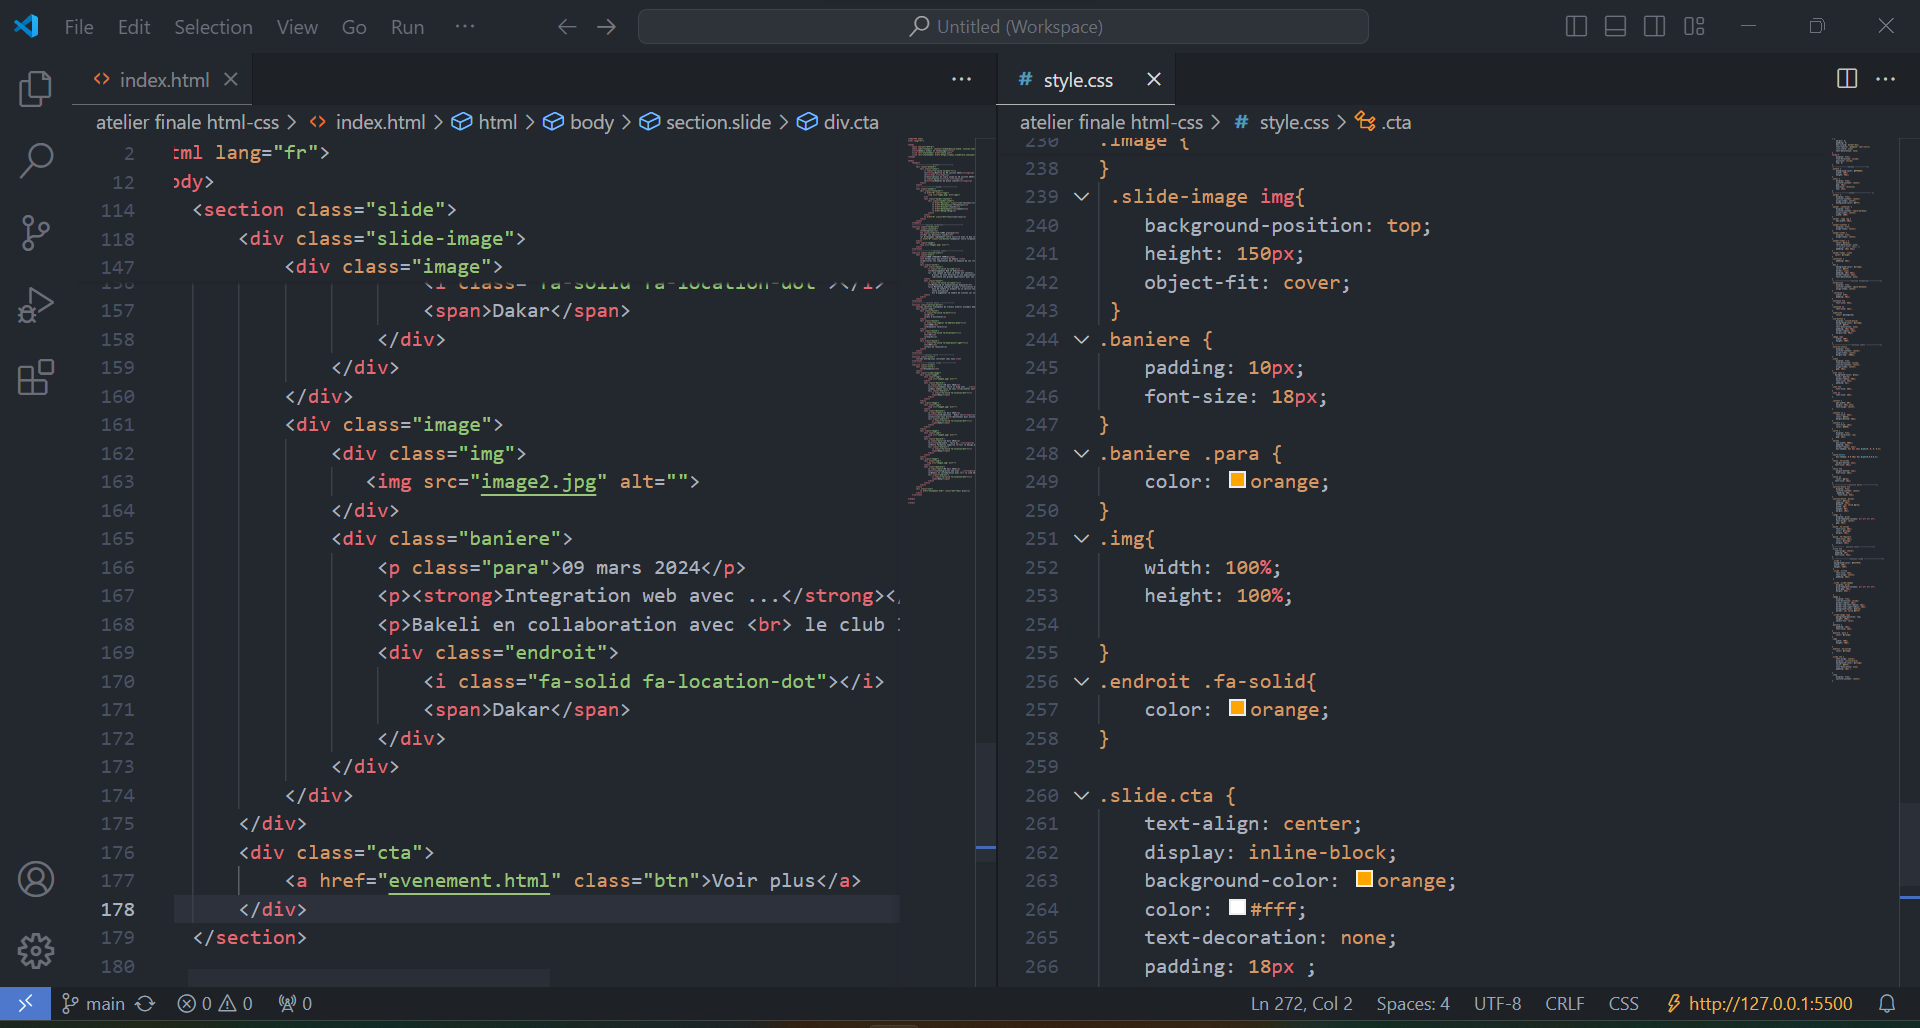 File Edit Selection View Go Run ··· Untitled (Workspace)
index.html
style.css
atelier finale html-css > index.html > html > body > section.slide > div.cta
2 tml lang="fr">
12 ody>
114 <section class="slide">
118 <div class="slide-image">
147 <div class="image">
156 <i class="fa-solid fa-location-dot"></i>
157 <span>Dakar</span>
158 </div>
159 </div>
160 </div>
161 <div class="image">
162 <div class="img">
163 <img src="image2.jpg" alt="">
164 </div>
165 <div class="baniere">
166 <p class="para">09 mars 2024</p>
167 <p><strong>Integration web avec ...</strong></
168 <p>Bakeli en collaboration avec <br> le club
169 <div class="endroit">
170 <i class="fa-solid fa-location-dot"></i>
171 <span>Dakar</span>
172 </div>
173 </div>
174 </div>
175 </div>
176 <div class="cta">
177 <a href="evenement.html" class="btn">Voir plus</a>
178 </div>
179 </section>
180
atelier finale html-css > # style.css > .cta
230 .image {
238 }
239 .slide-image img{
240 background-position: top;
241 height: 150px;
242 object-fit: cover;
243 }
244 .baniere {
245 padding: 10px;
246 font-size: 18px;
247 }
248 .baniere .para {
249 color: orange;
250 }
251 .img{
252 width: 100%;
253 height: 100%;
254
255 }
256 .endroit .fa-solid{
257 color: orange;
258 }
259
260 .slide.cta {
261 text-align: center;
262 display: inline-block;
263 background-color: orange;
264 color: #fff;
265 text-decoration: none;
266 padding: 18px ;
main 0 0 0 Ln 272, Col 2 Spaces: 4 UTF-8 CRLF CSS http://127.0.0.1:5500